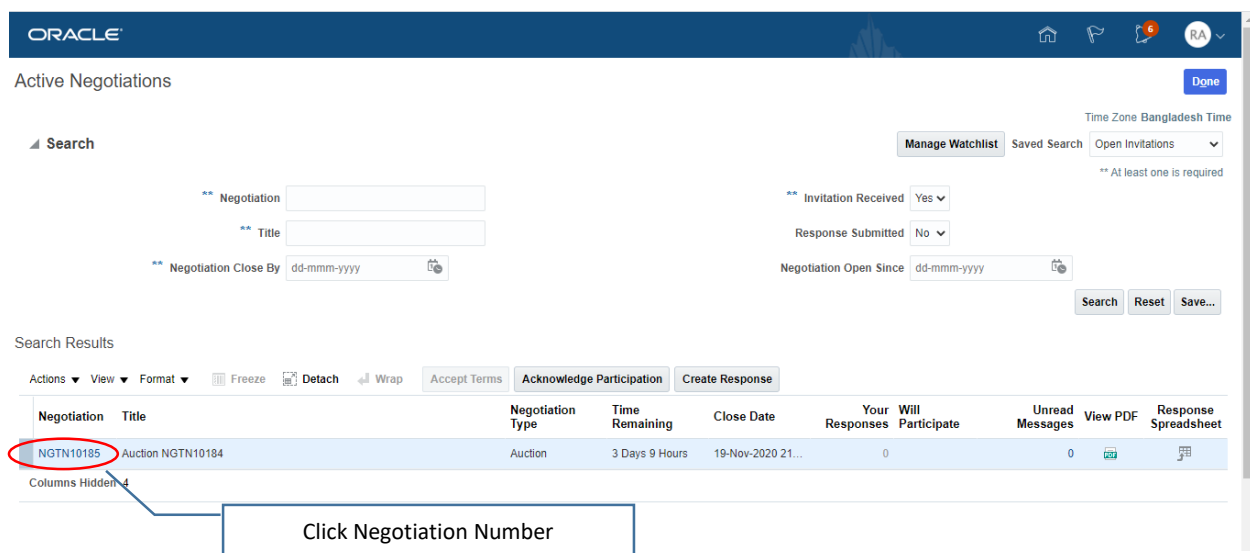 ORACLE
6
RA
Active Negotiations
Done
Time Zone Bangladesh Time
Search
Manage Watchlist Saved Search Open Invitations
** At least one is required
** Negotiation
** Invitation Received Yes
** Title
Response Submitted No
** Negotiation Close By dd-mmm-yyyy
Negotiation Open Since dd-mmm-yyyy
Search Reset Save...
Search Results
Actions View Format Freeze Detach Wrap Accept Terms Acknowledge Participation Create Response
Negotiation Title Negotiation Type Time Remaining Close Date Your Responses Will Participate Unread Messages View PDF Response Spreadsheet
NGTN10185 Auction NGTN10184 Auction 3 Days 9 Hours 19-Nov-2020 21... 0 0 PDF
Columns Hidden 4
Click Negotiation Number